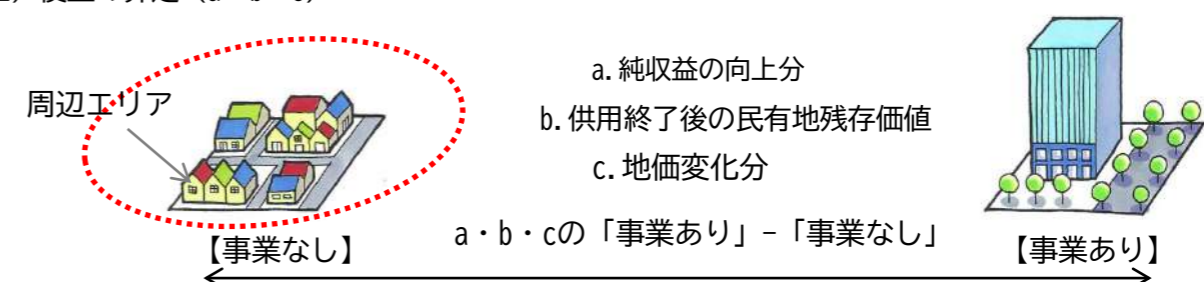 周辺エリア
a.純収益の向上分
b.供用終了後の民有地残存価値
c.地価変化分
a・b・cの「事業あり」-「事業なし」
【事業なし】
【事業あり】